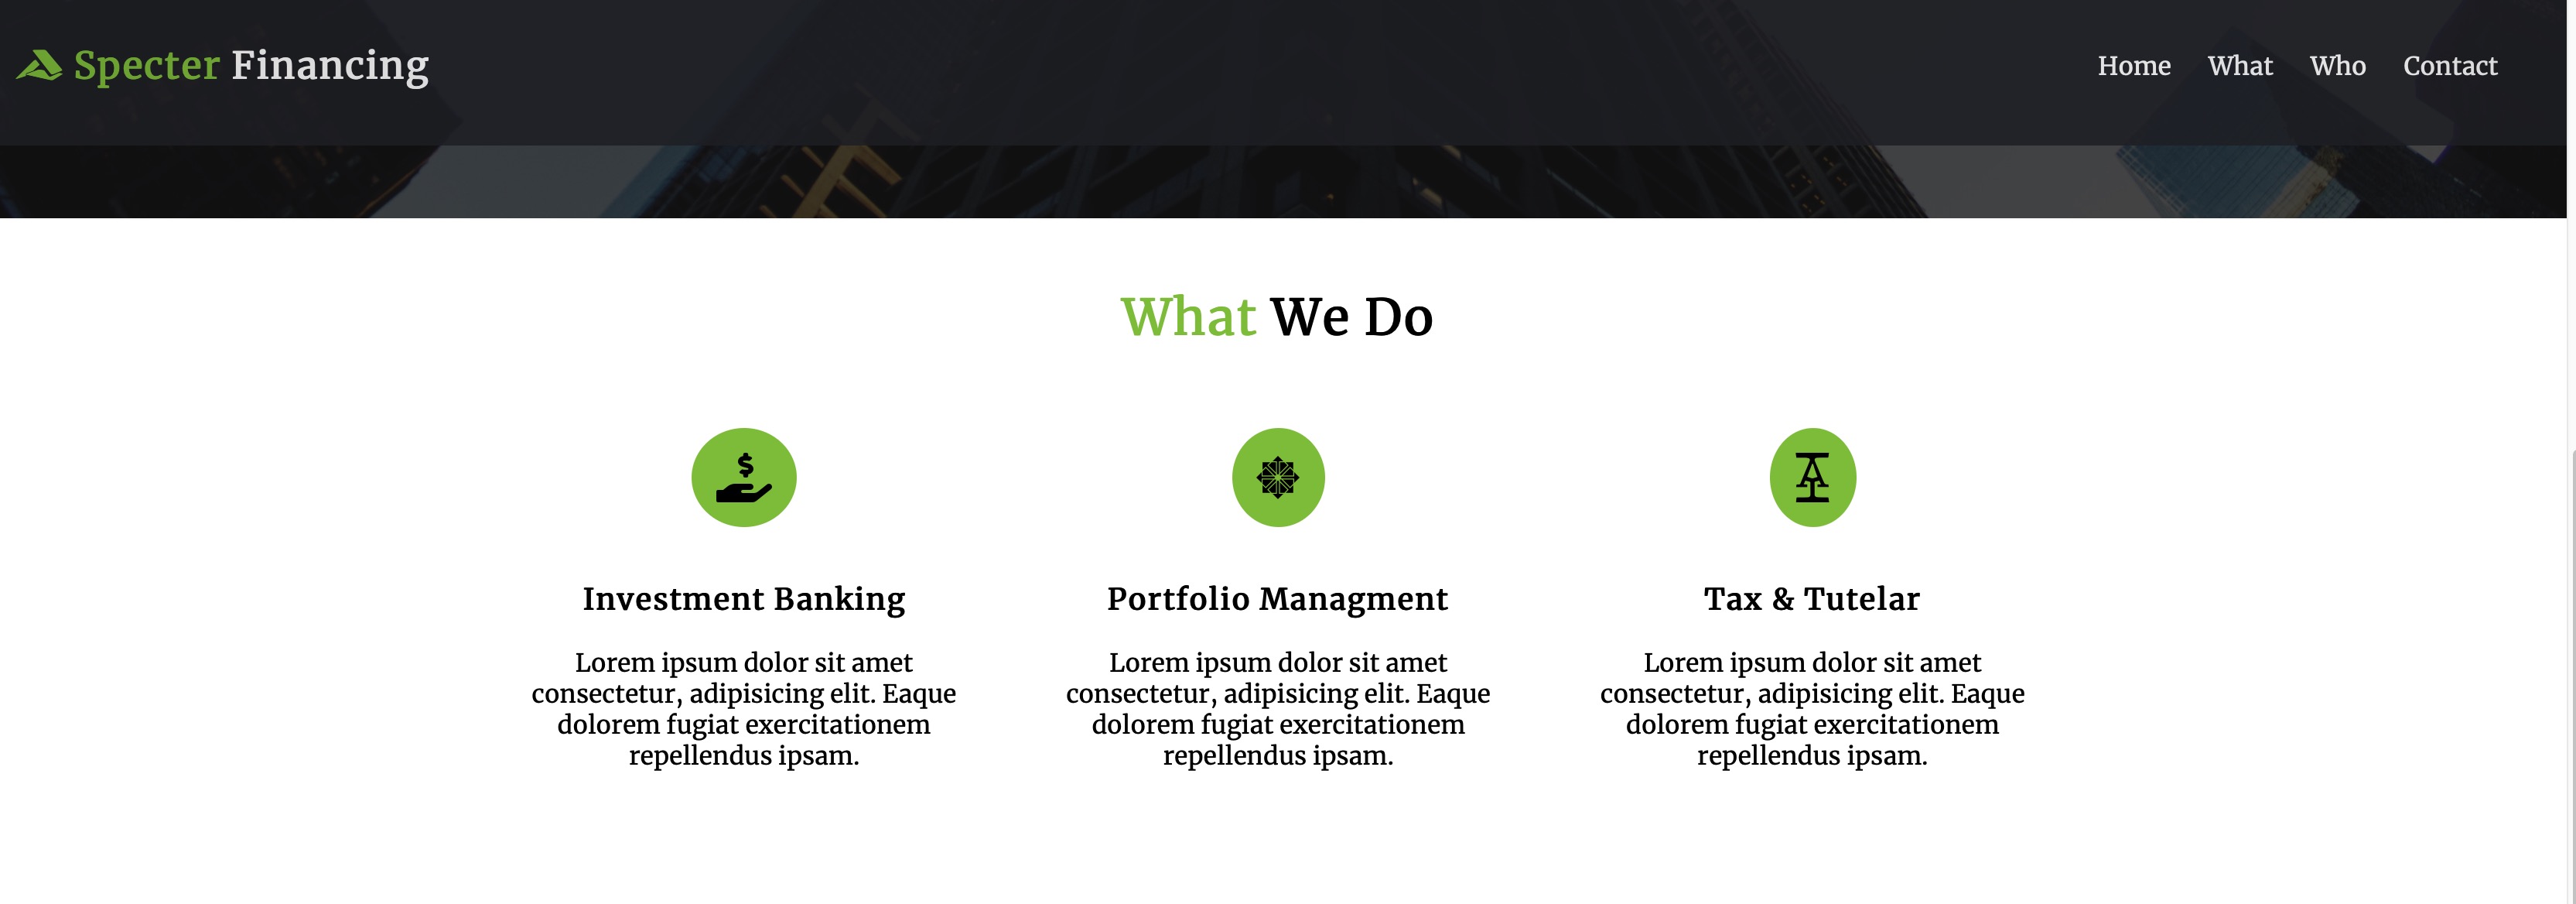 Specter Financing
Home What Who Contact
What We Do
Investment Banking
Lorem ipsum dolor sit amet
consectetur, adipisicing elit. Eaque
dolorem fugiat exercitationem
repellendus ipsam.
Portfolio Managment
Lorem ipsum dolor sit amet
consectetur, adipisicing elit. Eaque
dolorem fugiat exercitationem
repellendus ipsam.
Tax & Tutelar
Lorem ipsum dolor sit amet
consectetur, adipisicing elit. Eaque
dolorem fugiat exercitationem
repellendus ipsam.